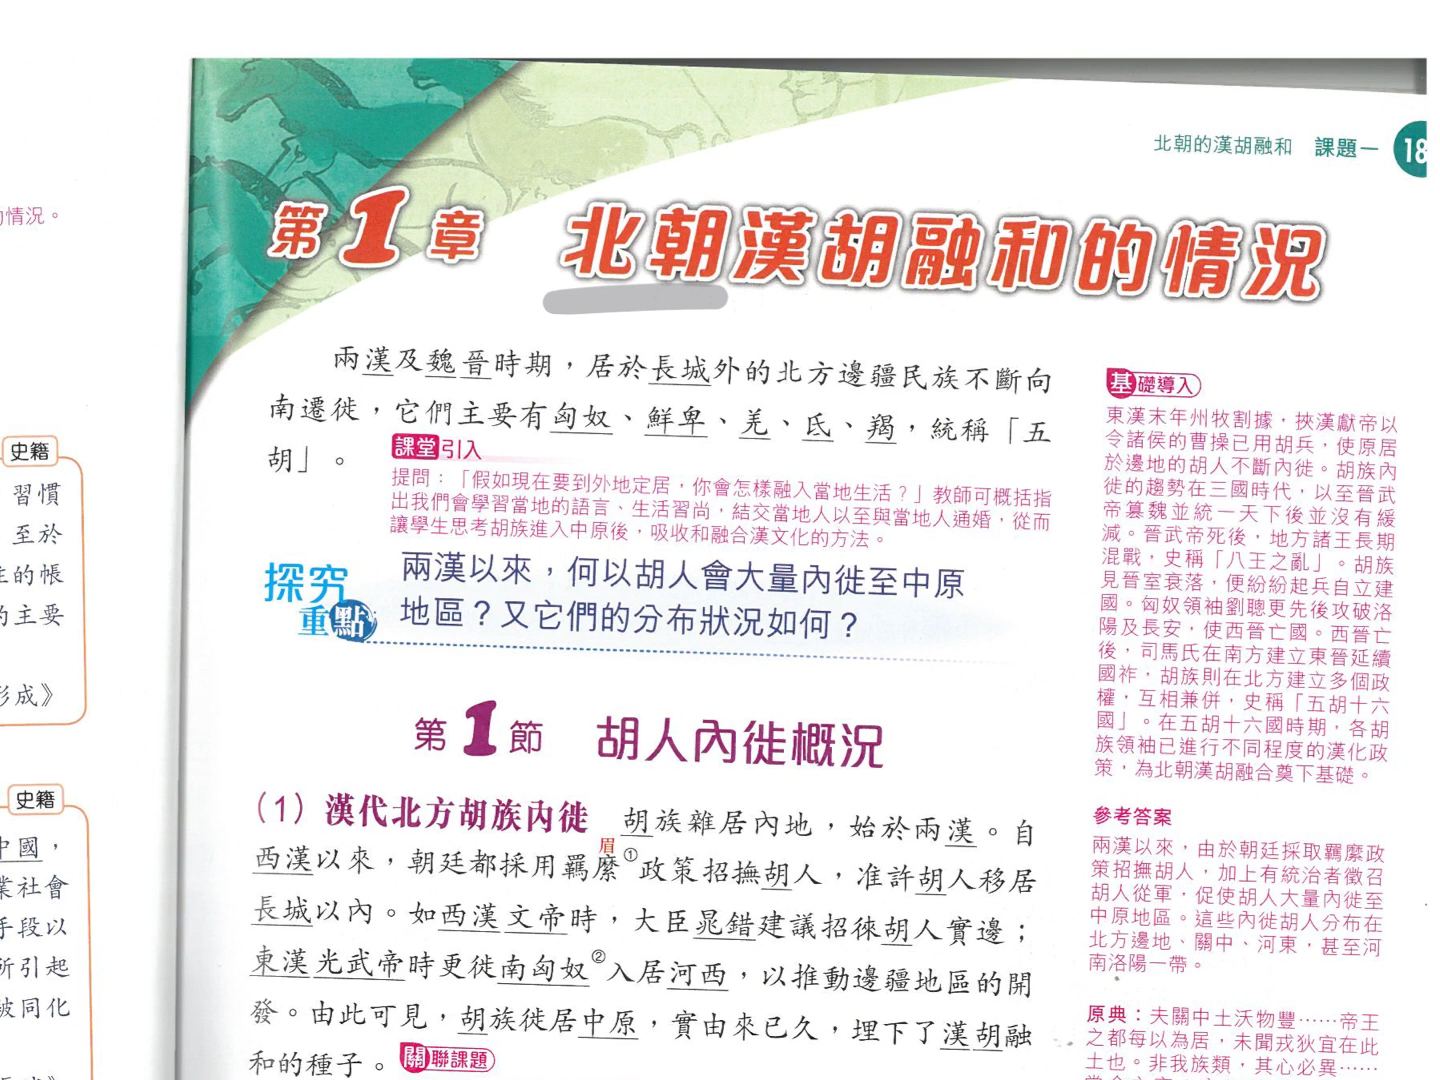 北朝的漢胡融和 課題一 18
第1章 北朝漢胡融和的情況
兩漢及魏晉時期，居於長城外的北方邊疆民族不斷向
南遷徙，它們主要有匈奴、鮮卑、羌、氐、羯，統稱「五
胡」。
課堂引入
提問：「假如現在要到外地定居，你會怎樣融入當地生活？」教師可概括指
出我們會學習當地的語言、生活習尚，結交當地人以至與當地人通婚，從而
讓學生思考胡族進入中原後，吸收和融合漢文化的方法。
探究
重點
兩漢以來，何以胡人會大量內徙至中原
地區？又它們的分布狀況如何？
第1節 胡人內徙概況
(1) 漢代北方胡族內徙 胡族雜居內地，始於兩漢。自
眉
西漢以來，朝廷都採用羈縻①政策招撫胡人，准許胡人移居
長城以內。如西漢文帝時，大臣晁錯建議招徠胡人實邊；
東漢光武帝時更徙南匈奴②入居河西，以推動邊疆地區的開
發。由此可見，胡族徙居中原，實由來已久，埋下了漢胡融
和的種子。 關聯課題
基礎導入
東漢末年州牧割據，挾漢獻帝以
令諸侯的曹操已用胡兵，使原居
於邊地的胡人不斷內徙。胡族內
徙的趨勢在三國時代，以至晉武
帝篡魏並統一天下後並沒有緩
減。晉武帝死後，地方諸王長期
混戰，史稱「八王之亂」。胡族
見晉室衰落，便紛紛起兵自立建
國。匈奴領袖劉聰更先後攻破洛
陽及長安，使西晉亡國。西晉亡
後，司馬氏在南方建立東晉延續
國祚，胡族則在北方建立多個政
權，互相兼併，史稱「五胡十六
國」。在五胡十六國時期，各胡
族領袖已進行不同程度的漢化政
策，為北朝漢胡融合奠下基礎。
參考答案
兩漢以來，由於朝廷採取羈縻政
策招撫胡人，加上有統治者徵召
胡人從軍，促使胡人大量內徙至
中原地區。這些內徙胡人分布在
北方邊地、關中、河東，甚至河
南洛陽一帶。
原典：夫關中土沃物豐……帝王
之都每以為居，未聞戎狄宜在此
土也。非我族類，其心必異……
的情況。
史籍
習慣
至於
主的帳
的主要
形成》
史籍
中國，
業社會
手段以
所引起
被同化